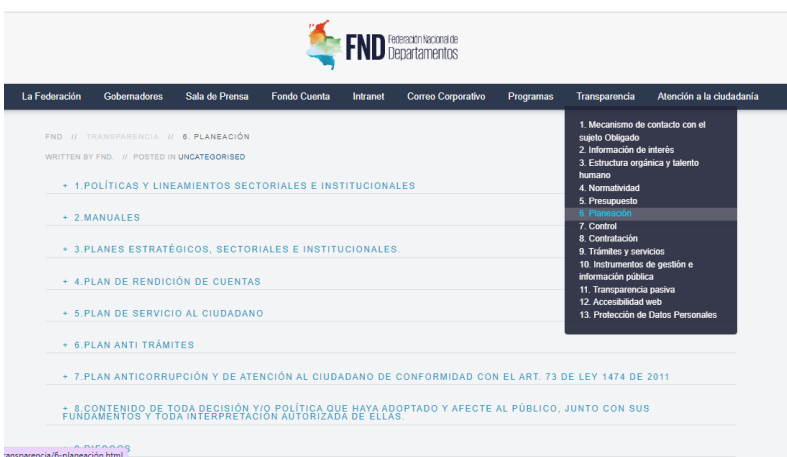 FND Federación Nacional de
Departamentos
La Federación Gobernadores Sala de Prensa Fondo Cuenta Intranet Correo Corporativo Programas Transparencia Atención a la ciudadanía
1. Mecanismo de contacto con el
sujeto Obligado
2. Información de
interés
3. Estructura orgánica y talento
humano
4. Normatividad
5. Presupuesto
6. Planeación
7. Control
8. Contratación
9. Trámites y servicios
10. Instrumentos de gestión e
información pública
11. Transparencia
pasiva
12. Accesibilidad
web
13. Protección de Datos Personales
FND // TRANSPARENCIA // 6. PLANEACIÓN
WRITTEN BY FND. // POSTED IN UNCATEGORISED
+ 1.POLÍTICAS Y LINEAMIENTOS SECTORIALES E INSTITUCIONALES
+ 2.MANUALES
+ 3.PLANES ESTRATÉGICOS, SECTORIALES E INSTITUCIONALES.
+ 4.PLAN DE RENDICIÓN DE CUENTAS
+ 5.PLAN DE SERVICIO AL CIUDADANO
+ 6.PLAN ANTI TRÁMITES
+ 7.PLAN ANTICORRUPCIÓN Y DE ATENCIÓN AL CIUDADANO DE CONFORMIDAD CON EL ART. 73 DE LEY 1474 DE 2011
+ 8.CONTENIDO DE TODA DECISIÓN Y/O POLÍTICA QUE HAYA ADOPTADO Y AFECTE AL PÚBLICO, JUNTO CON SUS
FUNDAMENTOS Y TODA INTERPRETACIÓN AUTORIZADA DE ELLAS.
ransparencia/6-planeación.html